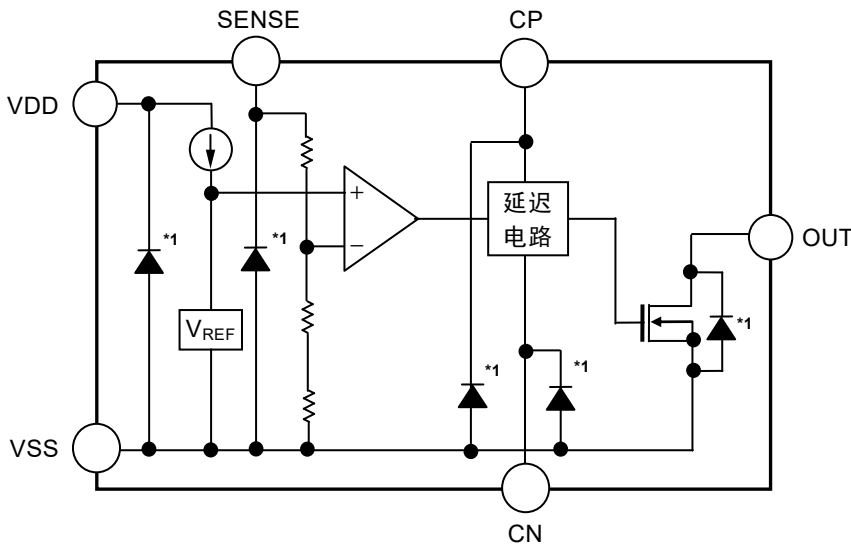 SENSE
CP
VDD
*1
*1
+
−
延迟
电路
OUT
VREF
*1
*1
*1
VSS
CN